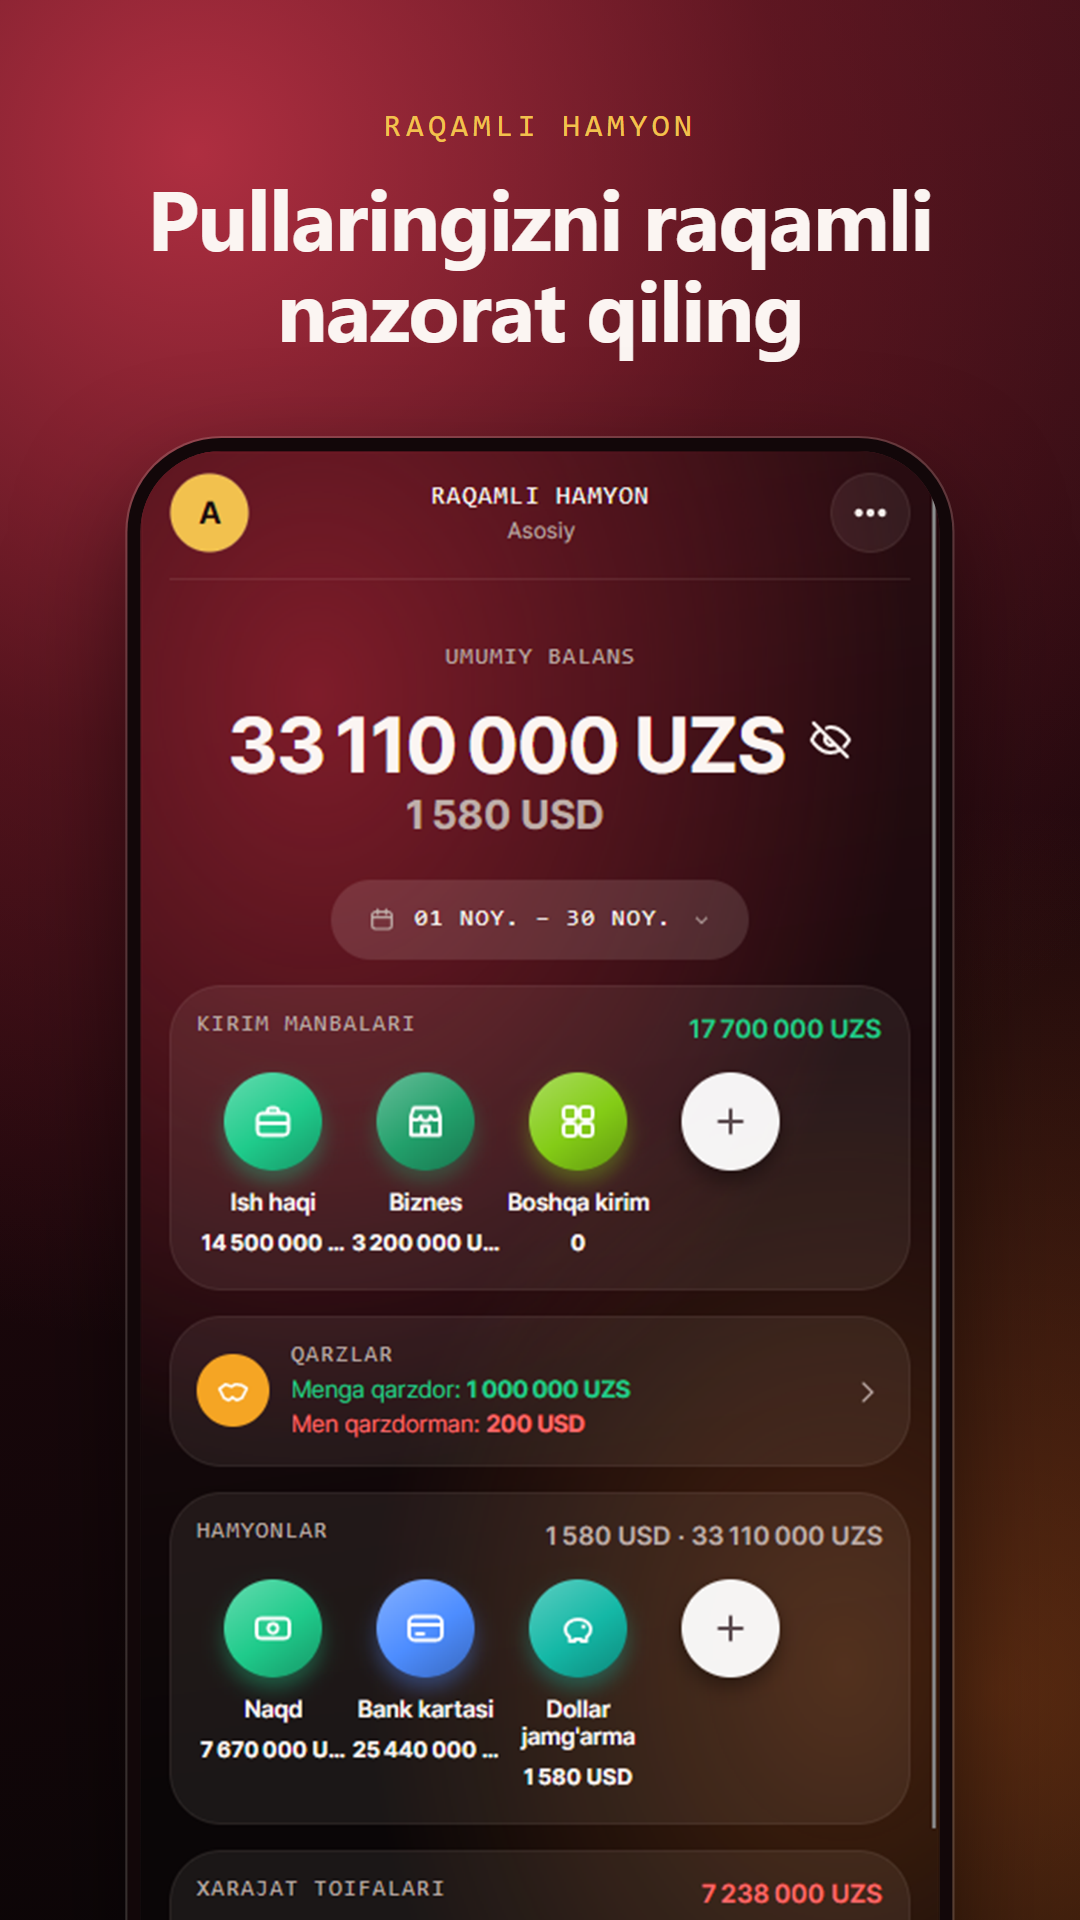 RAQAMLI HAMYON
Pullaringizni raqamli
nazorat qiling
A
RAQAMLI HAMYON
Asosiy
UMUMIY BALANS
33 110 000 UZS
1 580 USD
01 NOY. – 30 NOY.
KIRIM MANBALARI
17 700 000 UZS
Ish haqi
Biznes
Boshqa kirim
14 500 000 ...
3 200 000 U...
0
QARZLAR
Menga qarzdor: 1 000 000 UZS
Men qarzdorman: 200 USD
HAMYONLAR
1 580 USD · 33 110 000 UZS
Naqd
Bank kartasi
Dollar
jamg'arma
7 670 000 U...
25 440 000 ...
1 580 USD
XARAJAT TOIFALARI
7 238 000 UZS